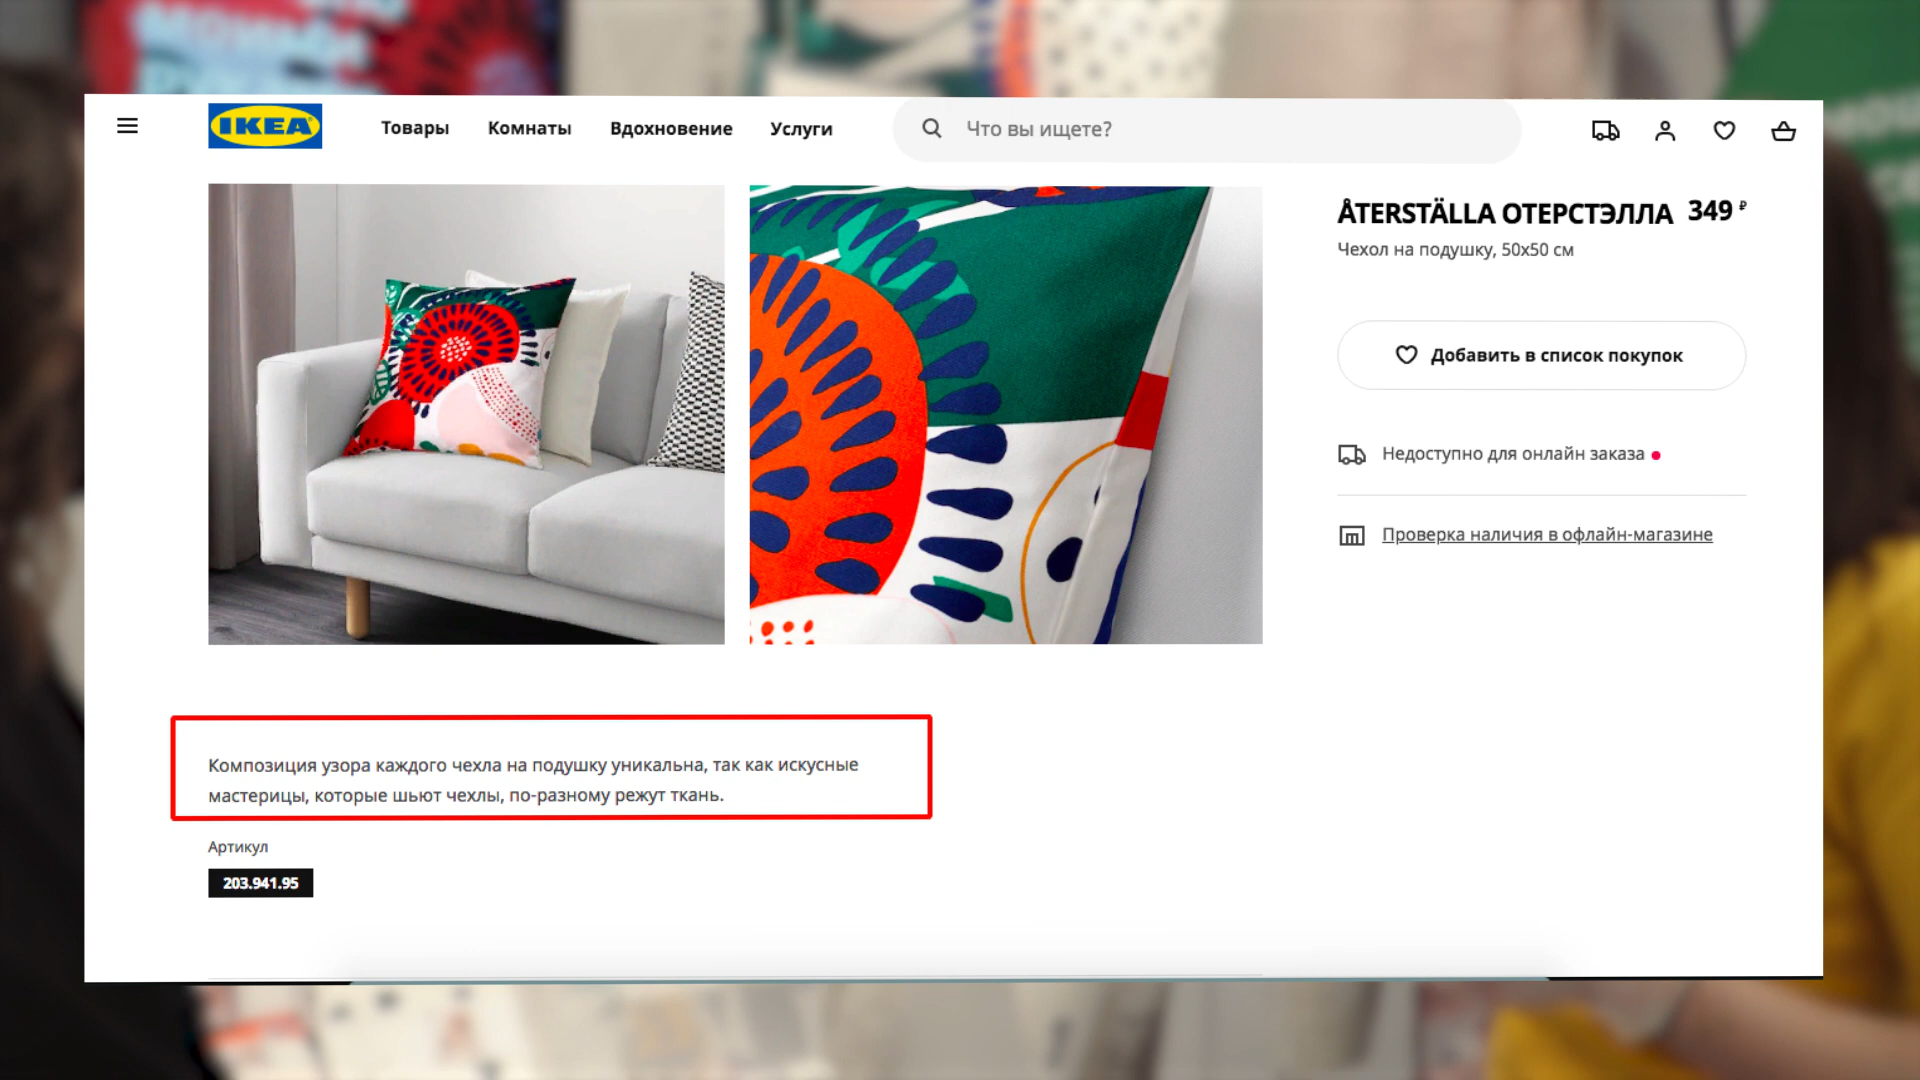 IKEA
Товары Комнаты Вдохновение Услуги
Что вы ищете?
ÅTERSTÄLLA ОТЕРСТЭЛЛА 349 ₽
Чехол на подушку, 50x50 см
Добавить в список покупок
Недоступно для онлайн заказа
Проверка наличия в офлайн-магазине
Композиция узора каждого чехла на подушку уникальна, так как искусные
мастерицы, которые шьют чехлы, по-разному режут ткань.
Артикул
203.941.95